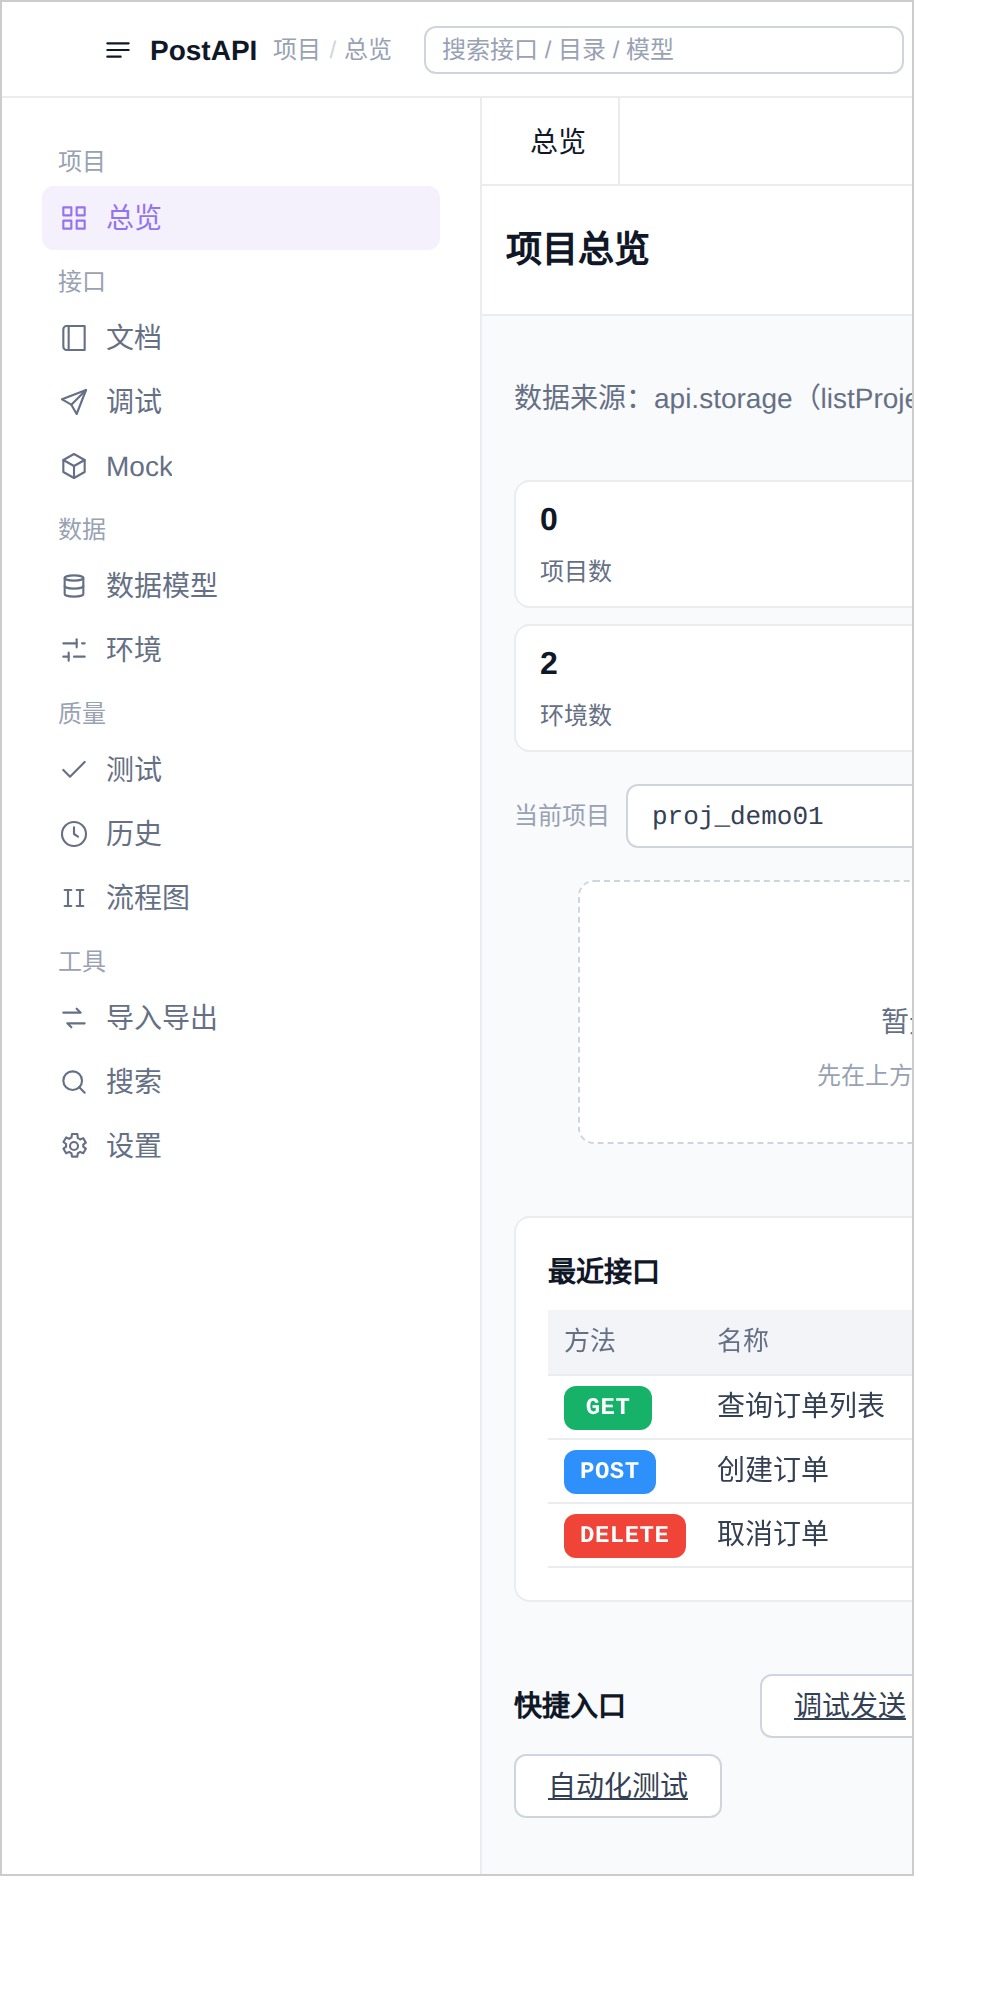 PostAPI 项目 / 总览 搜索接口 / 目录 / 模型
项目
总览
接口
文档
调试
Mock
数据
数据模型
环境
质量
测试
历史
流程图
工具
导入导出
搜索
设置
总览
项目总览
数据来源：api.storage（listProje
0
项目数
2
环境数
当前项目 proj_demo01
暂
先在上方
最近接口
方法 名称
GET 查询订单列表
POST 创建订单
DELETE 取消订单
快捷入口 调试发送
自动化测试